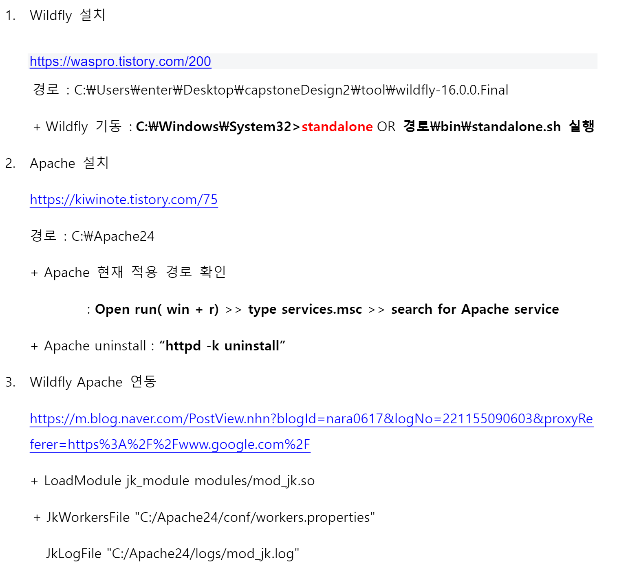 1. Wildfly 설치
https://waspro.tistory.com/200
경로 : C:₩Users₩enter₩Desktop₩capstoneDesign2₩tool₩wildfly-16.0.0.Final
+ Wildfly 기동 : C:₩Windows₩System32>standalone OR 경로₩bin₩standalone.sh 실행
2. Apache 설치
https://kiwinote.tistory.com/75
경로 : C:₩Apache24
+ Apache 현재 적용 경로 확인
: Open run( win + r) >> type services.msc >> search for Apache service
+ Apache uninstall : “httpd -k uninstall”
3. Wildfly Apache 연동
https://m.blog.naver.com/PostView.nhn?blogId=nara0617&logNo=221155090603&proxyRe
ferer=https%3A%2F%2Fwww.google.com%2F
+ LoadModule jk_module modules/mod_jk.so
+ JkWorkersFile "C:/Apache24/conf/workers.properties"
JkLogFile "C:/Apache24/logs/mod_jk.log"